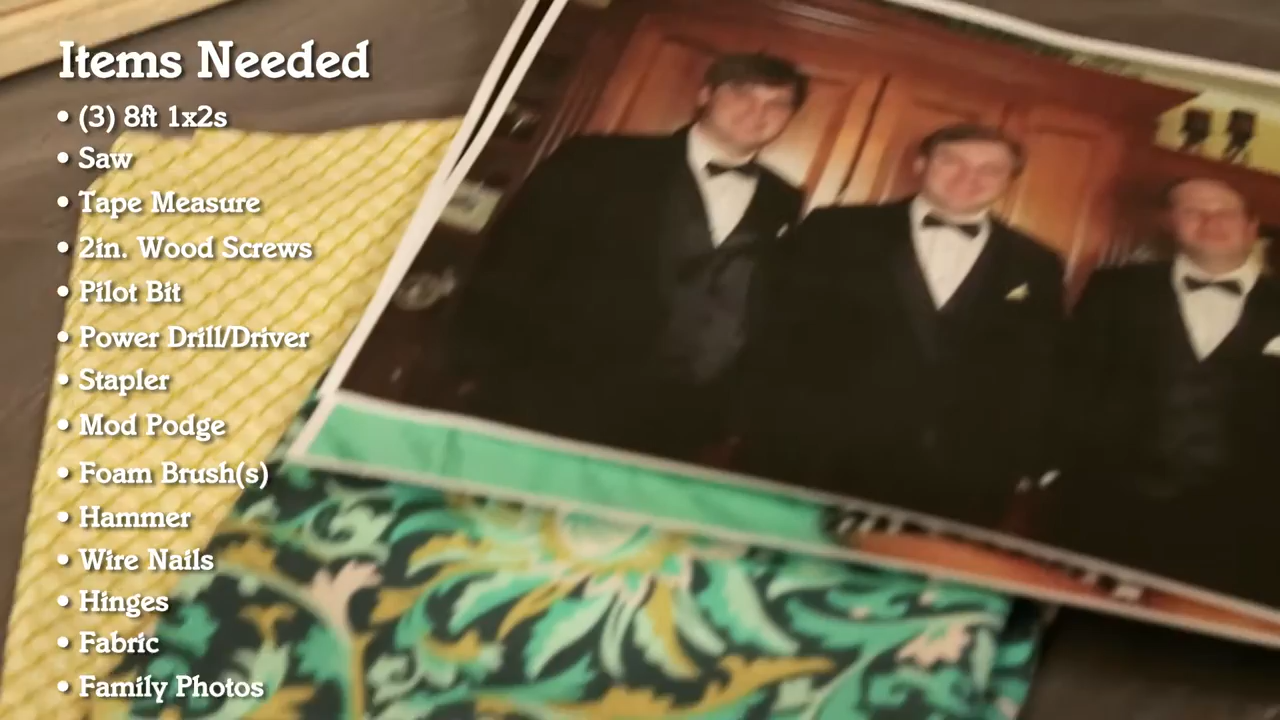 Items Needed
• (3) 8ft 1x2s
• Saw
• Tape Measure
• 2in. Wood Screws
• Pilot Bit
• Power Drill/Driver
• Stapler
• Mod Podge
• Foam Brush(s)
• Hammer
• Wire Nails
• Hinges
• Fabric
• Family Photos